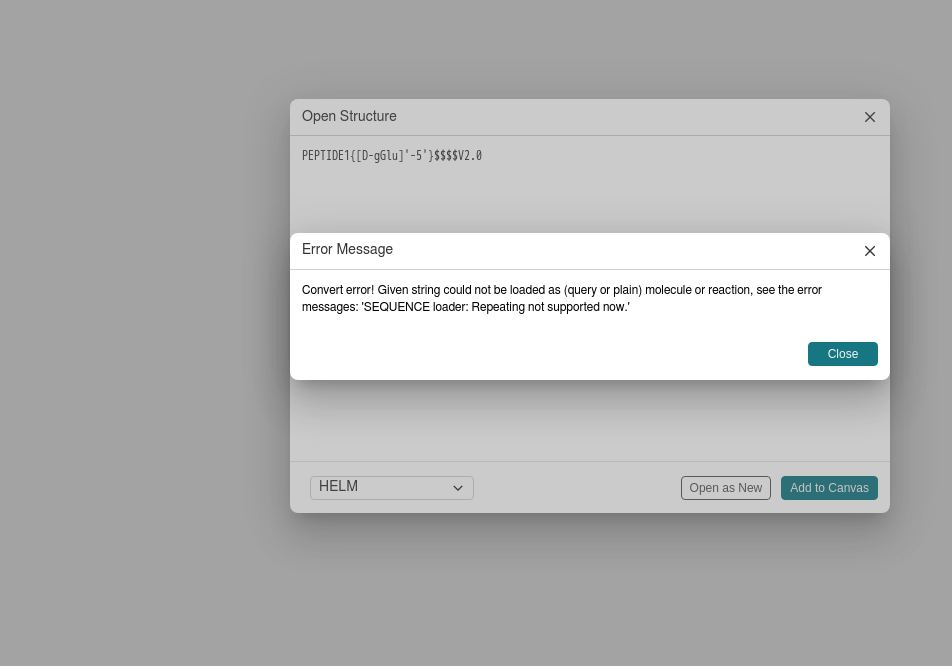 Open Structure
PEPTIDE1{[D-gGlu]'-5'}$$$$V2.0
Error Message
Convert error! Given string could not be loaded as (query or plain) molecule or reaction, see the error
messages: 'SEQUENCE loader: Repeating not supported now.'
Close
HELM
Open as New
Add to Canvas